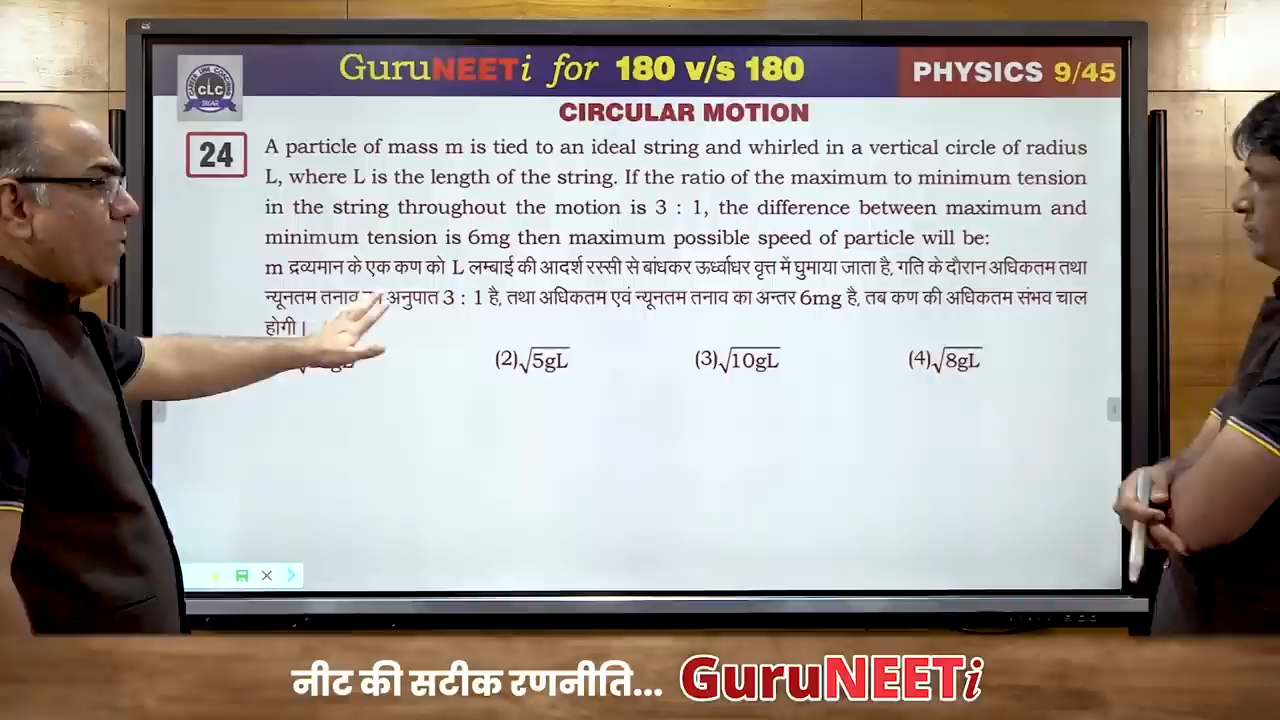 GuruNEETi for 180 v/s 180
PHYSICS 9/45
CLC
SIKAR
CIRCULAR MOTION
24
A particle of mass m is tied to an ideal string and whirled in a vertical circle of radius
L, where L is the length of the string. If the ratio of the maximum to minimum tension
in the string throughout the motion is 3 : 1, the difference between maximum and
minimum tension is 6mg then maximum possible speed of particle will be:
m द्रव्यमान के एक कण को L लम्बाई की आदर्श रस्सी से बांधकर ऊर्ध्वाधर वृत्त में घुमाया जाता है, गति के दौरान अधिकतम तथा
न्यूनतम तनाव अनुपात 3 : 1 है, तथा अधिकतम एवं न्यूनतम तनाव का अन्तर 6mg है, तब कण की अधिकतम संभव चाल
होगी।
(2)√5gL (3)√10gL (4)√8gL
नीट की सटीक रणनीति... GuruNEETi